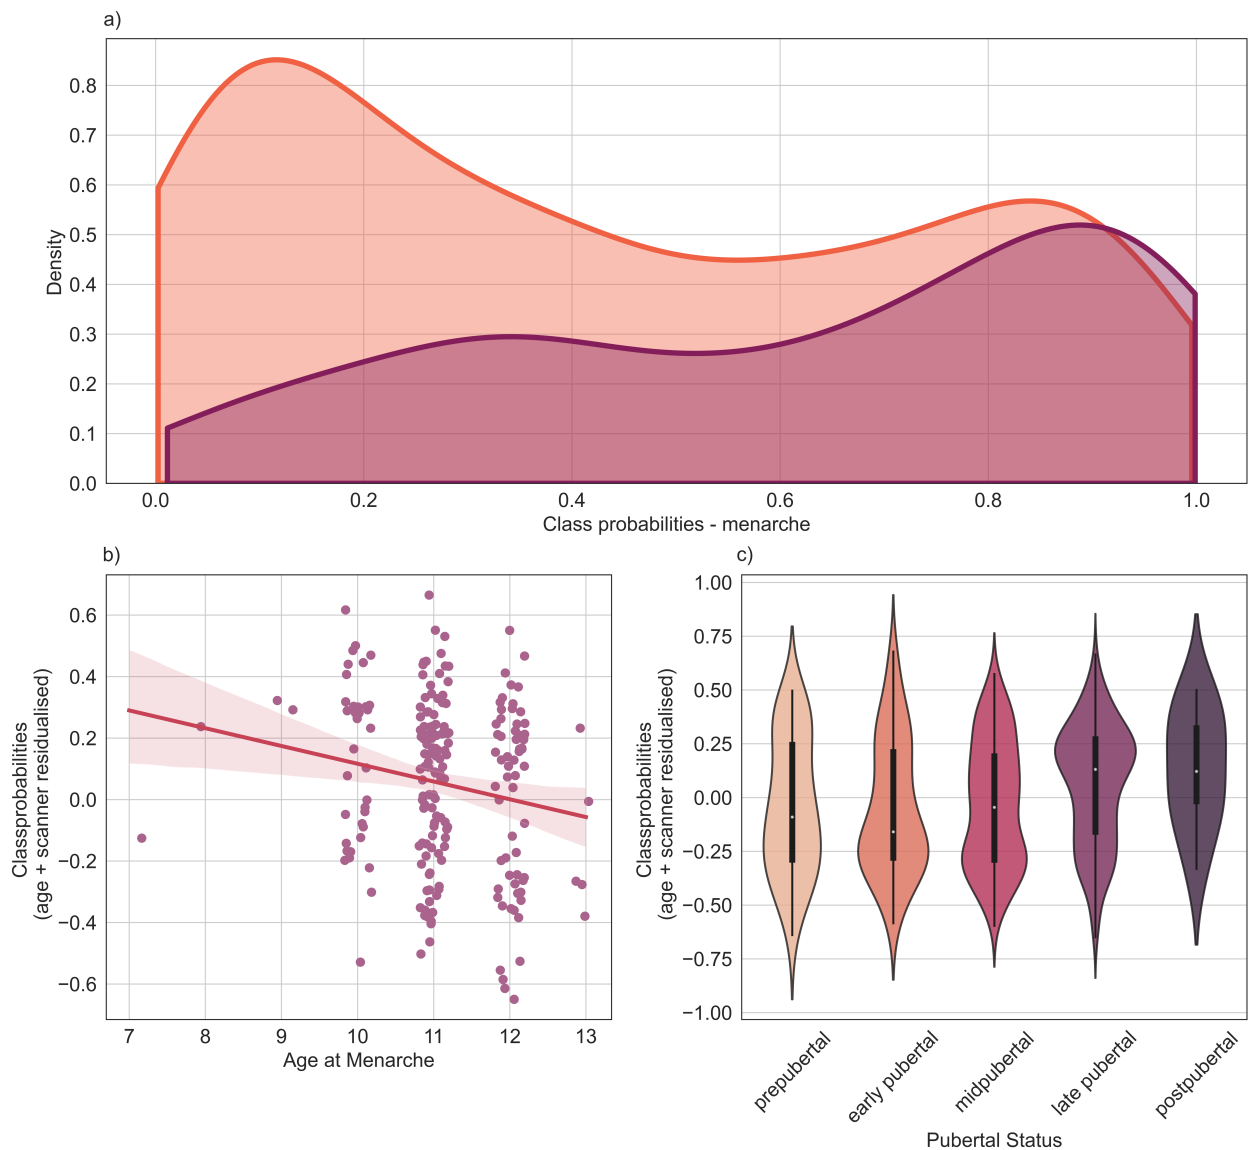 a)
0.8
0.7
0.6
0.5
0.4
0.3
0.2
0.1
0.0
Density
0.0 0.2 0.4 0.6 0.8 1.0
Class probabilities - menarche
b)
0.6
0.4
0.2
0.0
−0.2
−0.4
−0.6
Classprobabilities
(age + scanner residualised)
7 8 9 10 11 12 13
Age at Menarche
c)
1.00
0.75
0.50
0.25
0.00
−0.25
−0.50
−0.75
−1.00
Classprobabilities
(age + scanner residualised)
prepubertal
early pubertal
midpubertal
late pubertal
postpubertal
Pubertal Status